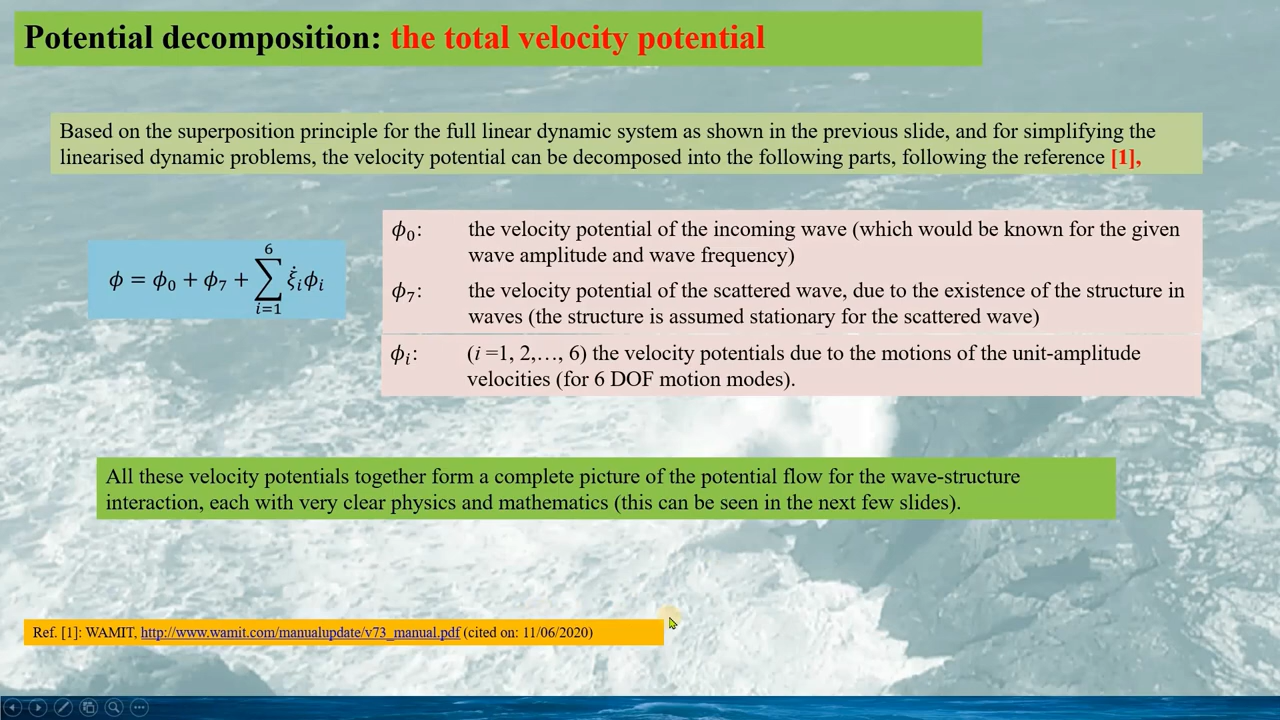 Potential decomposition: the total velocity potential
Based on the superposition principle for the full linear dynamic system as shown in the previous slide, and for simplifying the
linearised dynamic problems, the velocity potential can be decomposed into the following parts, following the reference [1],
𝜙 = 𝜙₀ + 𝜙₇ + ∑ᵢ₌₁⁶ ξ̇ᵢ𝜙ᵢ
𝜙₀: the velocity potential of the incoming wave (which would be known for the given
wave amplitude and wave frequency)
𝜙₇: the velocity potential of the scattered wave, due to the existence of the structure in
waves (the structure is assumed stationary for the scattered wave)
𝜙ᵢ: (i =1, 2,…, 6) the velocity potentials due to the motions of the unit-amplitude
velocities (for 6 DOF motion modes).
All these velocity potentials together form a complete picture of the potential flow for the wave-structure
interaction, each with very clear physics and mathematics (this can be seen in the next few slides).
Ref. [1]: WAMIT, http://www.wamit.com/manualupdate/v73_manual.pdf (cited on: 11/06/2020)